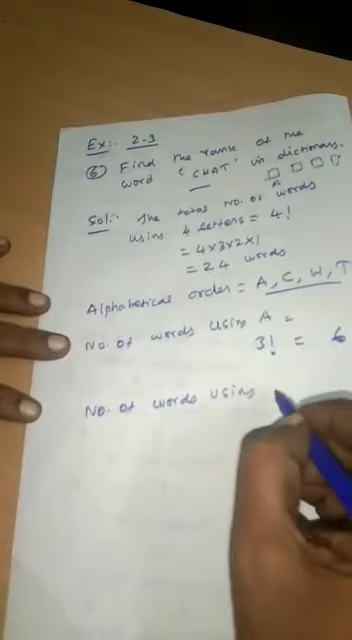 Ex:- 2.3
⑥ Find the rank of the
word "CHAT" in dictionary.
A
Sol:- The total No. of words
using 4 letters = 4!
= 4×3×2×1
= 24 words
Alphabetical order = A, C, H, T
No. of words using A =
3! = 6
No. of words using